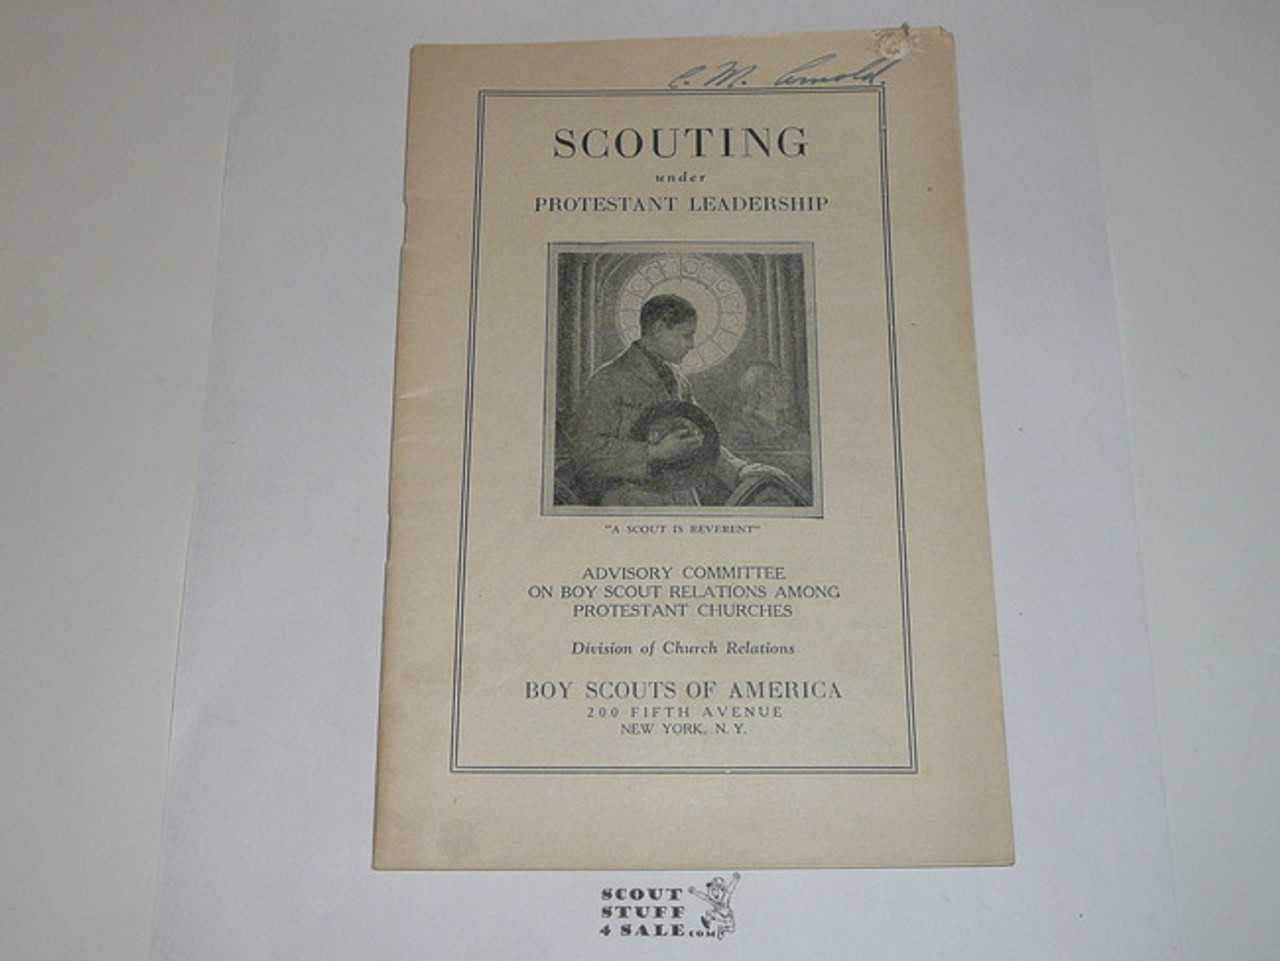 C. M. Arnold.
SCOUTING
under
PROTESTANT LEADERSHIP
"A SCOUT IS REVERENT"
ADVISORY COMMITTEE
ON BOY SCOUT RELATIONS AMONG
PROTESTANT CHURCHES
Division of Church Relations
BOY SCOUTS OF AMERICA
200 FIFTH AVENUE
NEW YORK, N. Y.
SCOUT
STUFF
4 SALE.COM